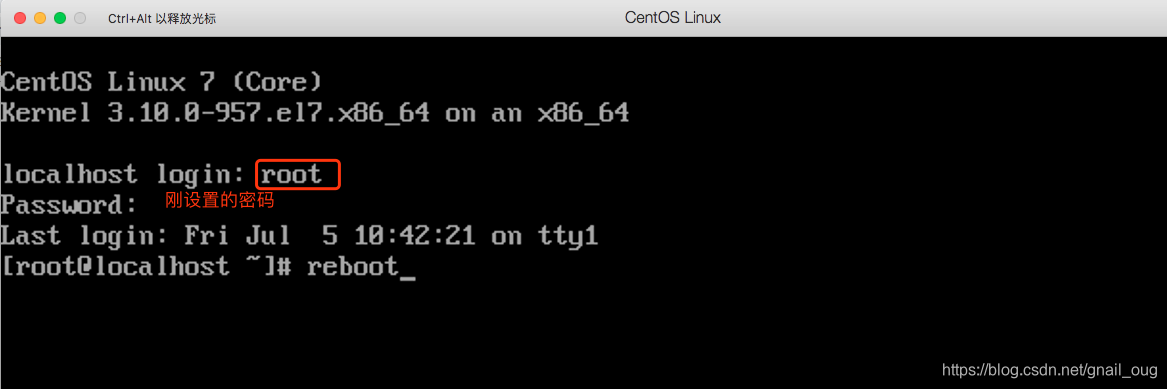 Ctrl+Alt 以释放光标 CentOS Linux
CentOS Linux 7 (Core)
Kernel 3.10.0-957.el7.x86_64 on an x86_64
localhost login: root
Password: 刚设置的密码
Last login: Fri Jul  5 10:42:21 on tty1
[root@localhost ~]# reboot_
https://blog.csdn.net/gnail_oug